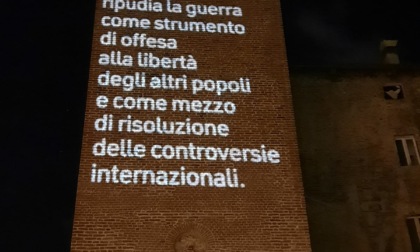 ripudia la guerra
come strumento
di offesa
alla libertà
degli altri popoli
e come mezzo
di risoluzione
delle controversie
internazionali.